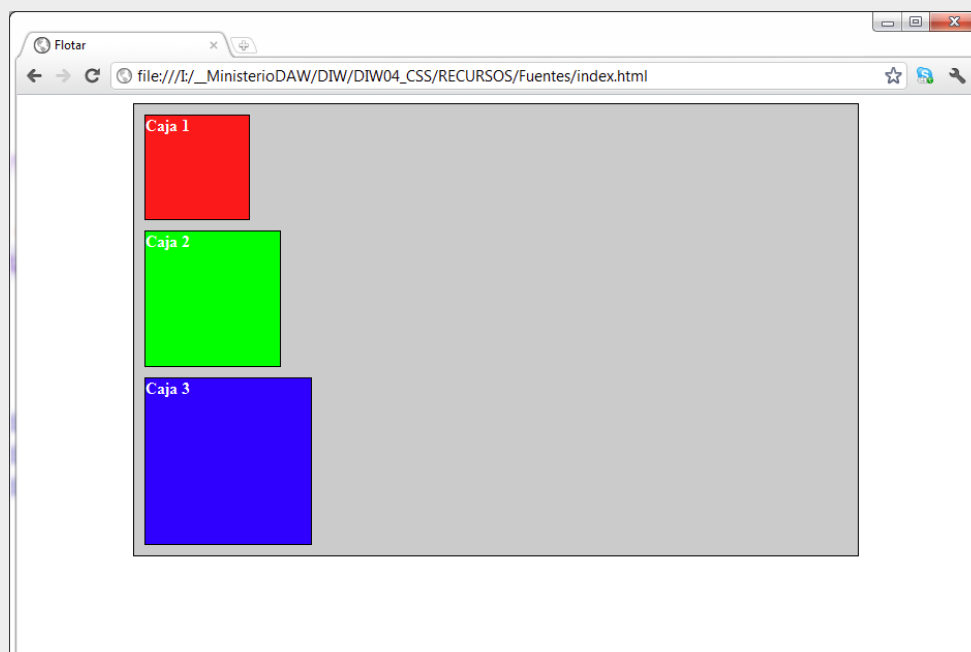 Flotar
file:///I:/__MinisterioDAW/DIW/DIW04_CSS/RECURSOS/Fuentes/index.html
Caja 1
Caja 2
Caja 3